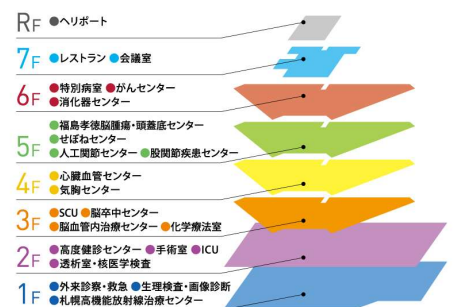 RF ●ヘリポート
7F ●レストラン ●会議室
6F ●特別病室 ●がんセンター
●消化器センター
5F ●福島孝徳脳腫瘍・頭蓋底センター
●せぼねセンター
●人工関節センター ●股関節疾患センター
4F ●心臓血管センター
●気胸センター
3F ●SCU ●脳卒中センター
●脳血管内治療センター ●化学療法室
2F ●高度健診センター ●手術室 ●ICU
●透析室・核医学検査
1F ●外来診察・救急 ●生理検査・画像診断
●札幌高機能放射線治療センター